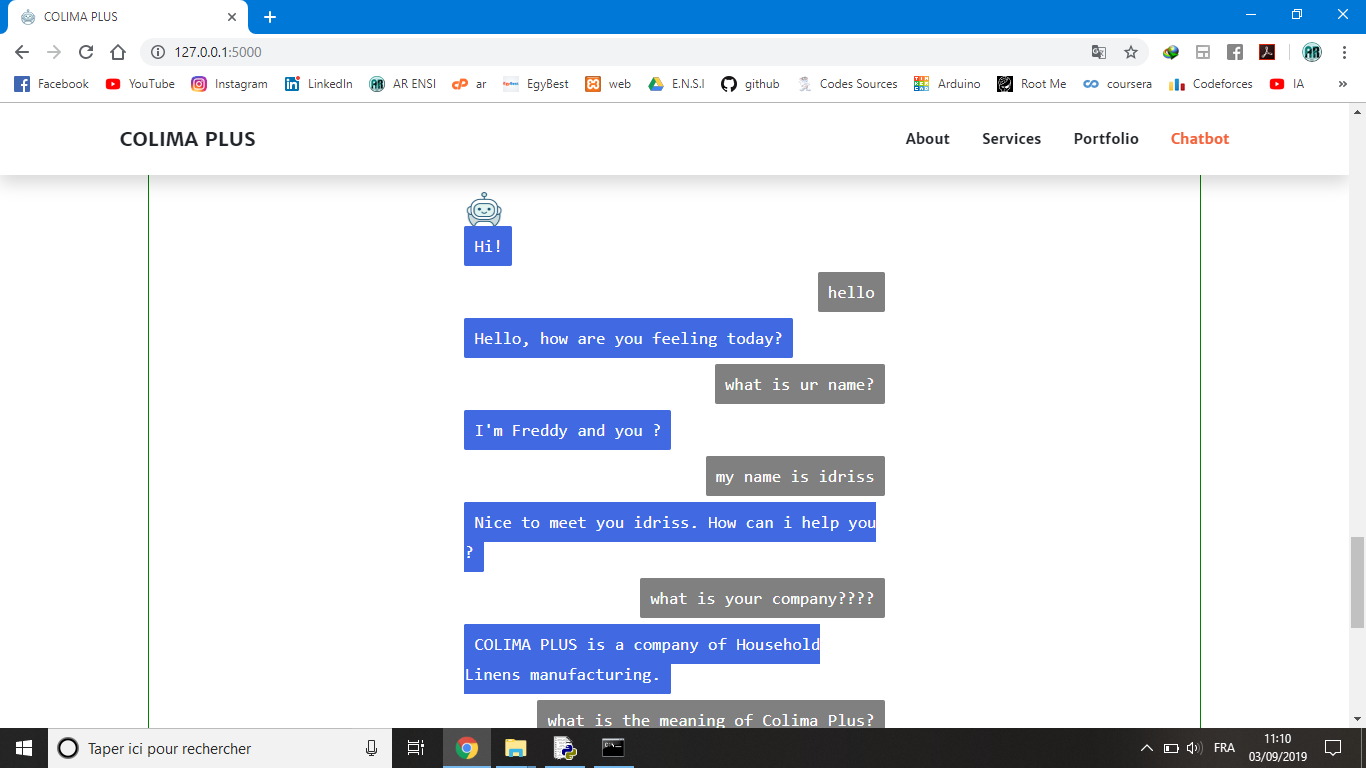 COLIMA PLUS
127.0.0.1:5000
Facebook YouTube Instagram LinkedIn AR ENSI ar EgyBest web E.N.S.I github Codes Sources Arduino Root Me coursera Codeforces IA »
COLIMA PLUS About Services Portfolio Chatbot
Hi!
hello
Hello, how are you feeling today?
what is ur name?
I'm Freddy and you ?
my name is idriss
Nice to meet you idriss. How can i help you
?
what is your company????
COLIMA PLUS is a company of Household
Linens manufacturing.
what is the meaning of Colima Plus?
Taper ici pour rechercher
FRA
11:10
03/09/2019